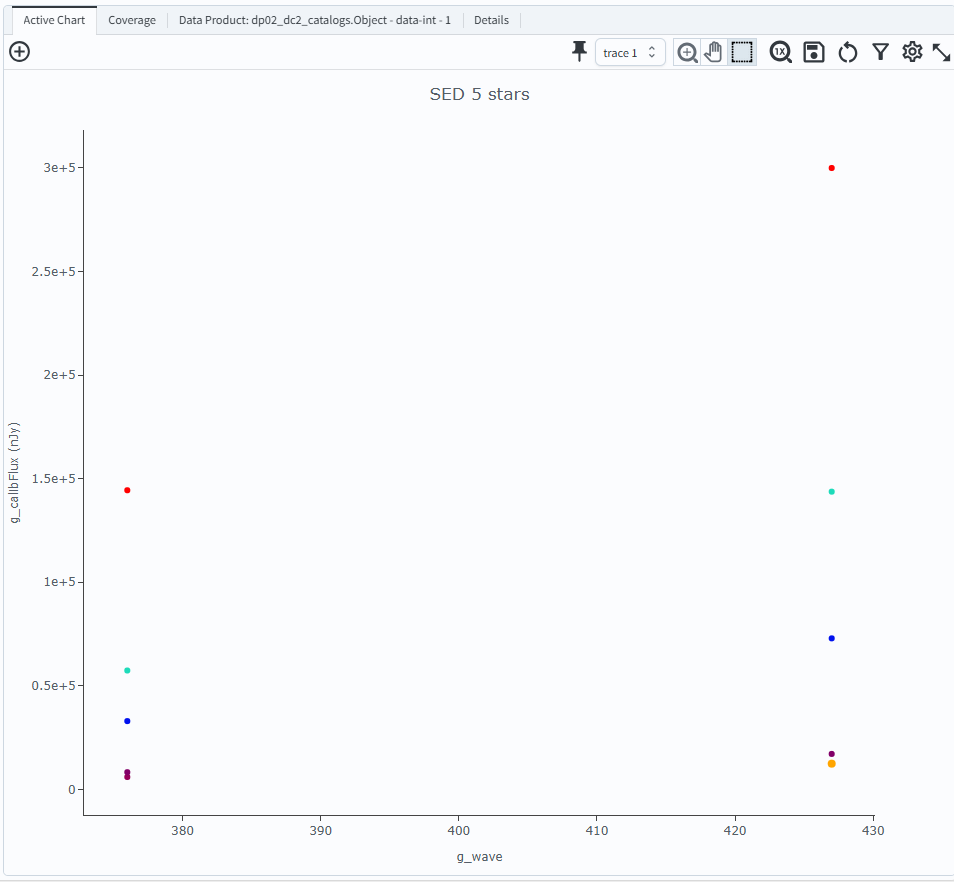 Active Chart Coverage Data Product: dp02_dc2_catalogs.Object - data-int - 1 Details
trace 1 1X
SED 5 stars
3e+5
2.5e+5
2e+5
1.5e+5
1e+5
0.5e+5
0
g_calibFlux (nJy)
380 390 400 410 420 430
g_wave